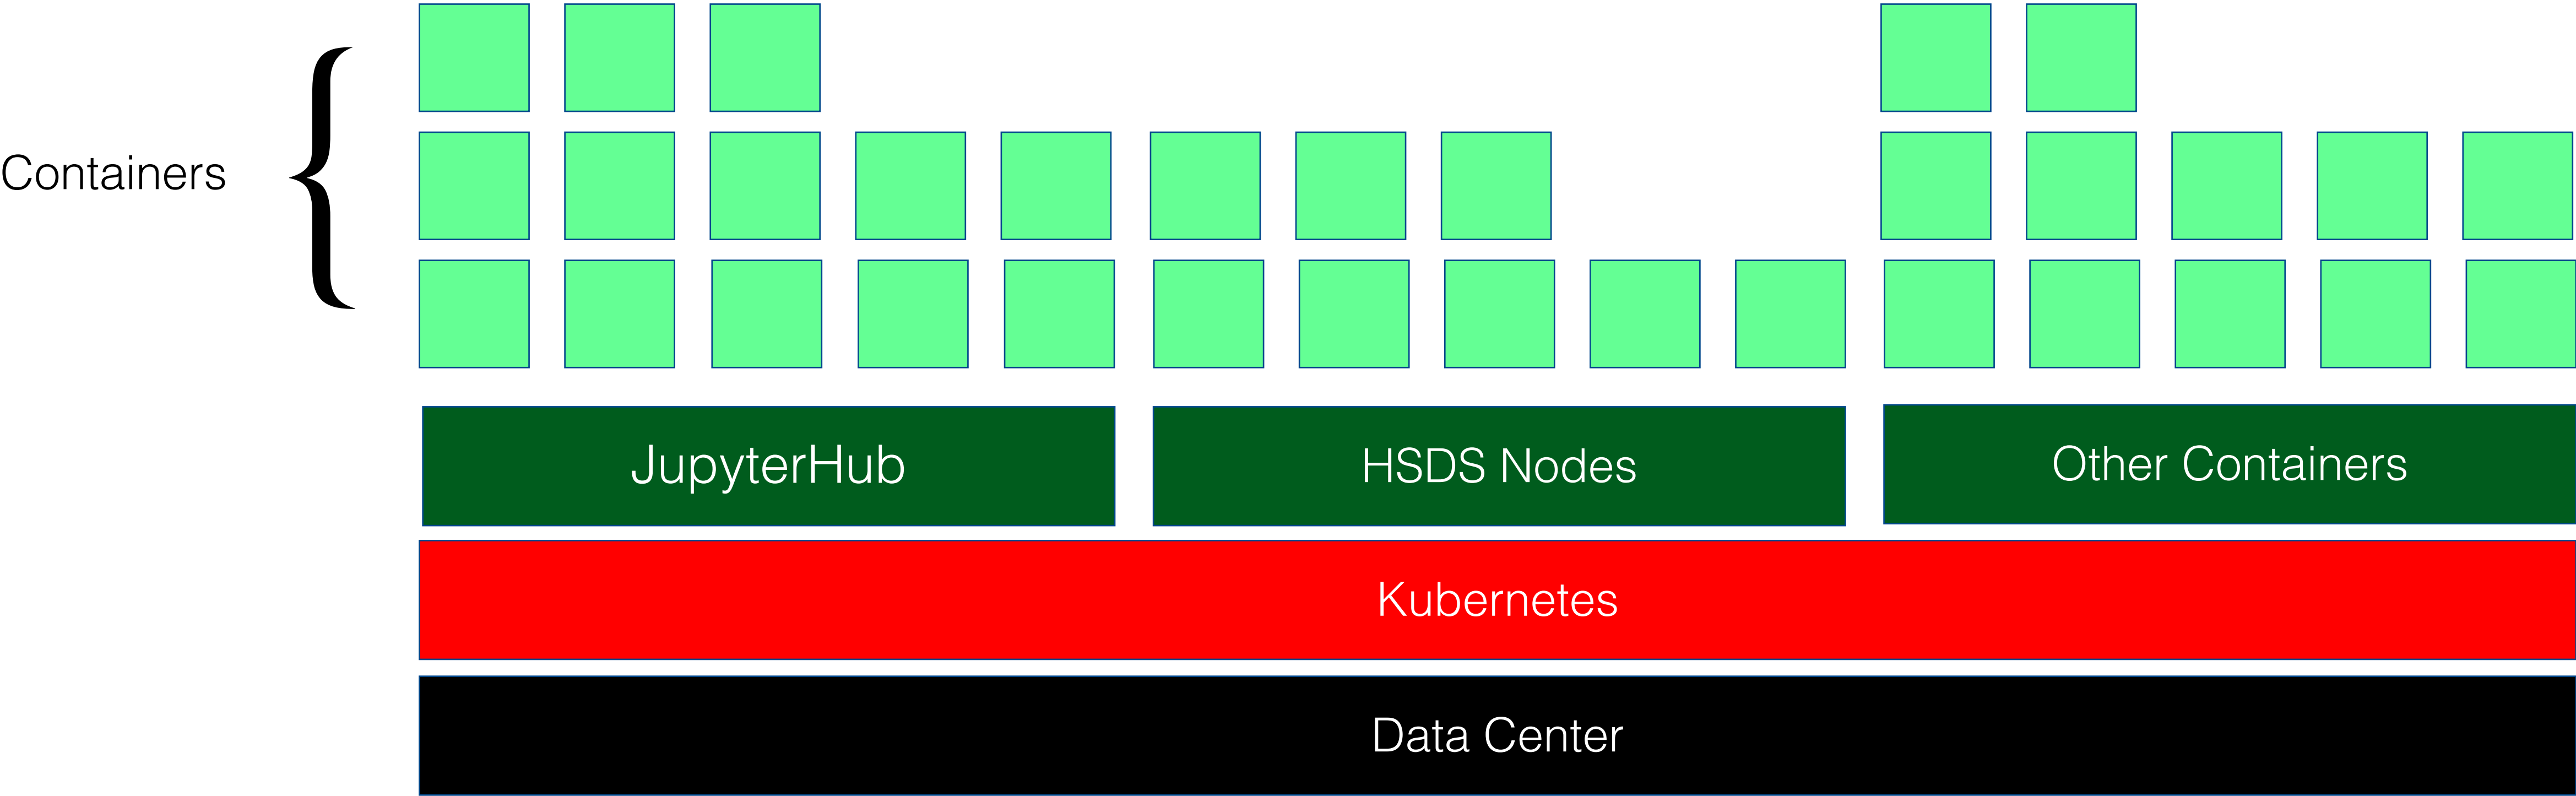 Containers
JupyterHub
HSDS Nodes
Other Containers
Kubernetes
Data Center